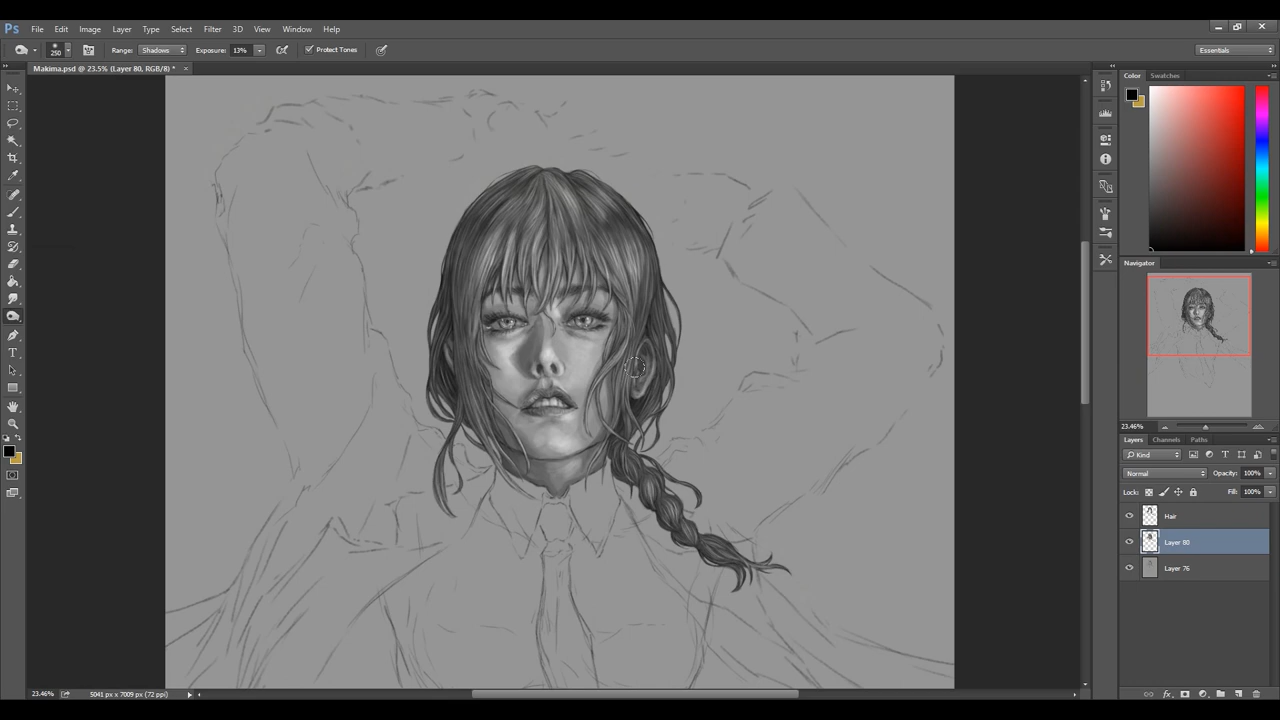 Ps File Edit Image Layer Type Select Filter 3D View Window Help
250 Range: Shadows Exposure: 13% Protect Tones Essentials
Makima.psd @ 23.5% (Layer 80, RGB/8) * ×
Color Swatches
Navigator
23.46%
Layers Channels Paths
Kind
Normal Opacity: 100%
Lock: Fill: 100%
Hair
Layer 80
Layer 76
23.46% 5041 px x 7009 px (72 ppi)